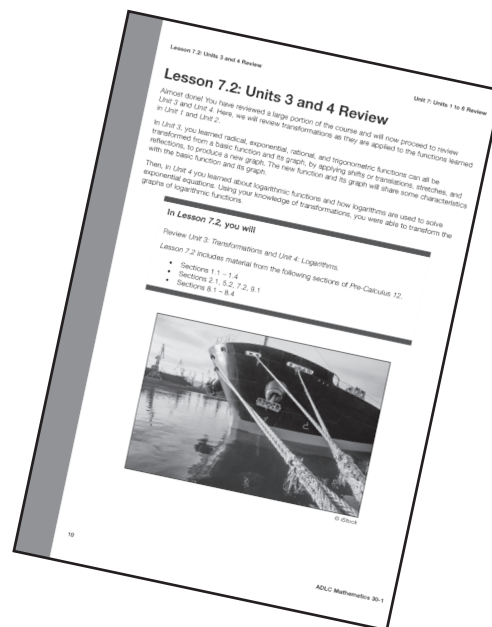 Lesson 7.2: Units 3 and 4 Review
Unit 7: Units 1 to 6 Review
Lesson 7.2: Units 3 and 4 Review
Almost done! You have reviewed a large portion of the course and will now proceed to review
Unit 3 and Unit 4. Here, we will review transformations as they are applied to the functions learned
in Unit 1 and Unit 2.
In Unit 3, you learned radical, exponential, rational, and trigonometric functions can all be
transformed from a basic function and its graph, by applying shifts or translations, stretches, and
reflections, to produce a new graph. The new function and its graph will share some characteristics
with the basic function and its graph.
Then, in Unit 4 you learned about logarithmic functions and how logarithms are used to solve
exponential equations. Using your knowledge of transformations, you were able to transform the
graphs of logarithmic functions.
In Lesson 7.2, you will
Review Unit 3: Transformations and Unit 4: Logarithms.
Lesson 7.2 includes material from the following sections of Pre-Calculus 12.
• Sections 1.1 – 1.4
• Sections 2.1, 5.2, 7.2, 9.1
• Sections 8.1 – 8.4
© iStock
ADLC Mathematics 30-1